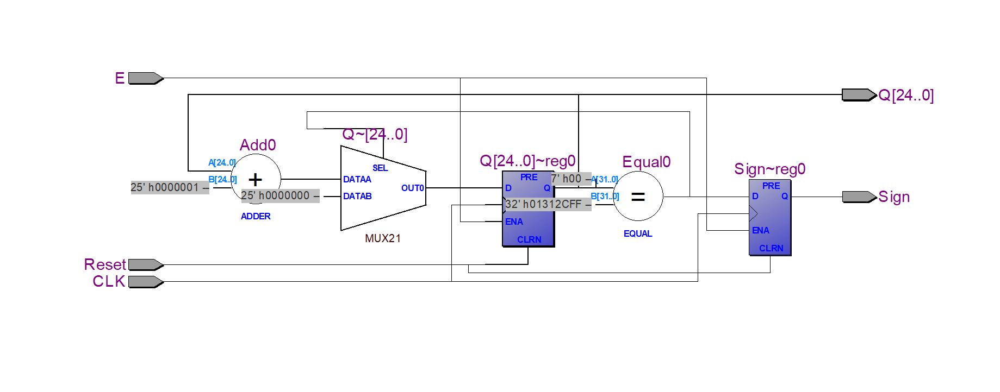 E
Q[24..0]
Q~[24..0]
Add0
SEL
A[24..0]
B[24..0]
+
25' h0000001
25' h0000000
DATAA
DATAB
OUT0
ADDER
MUX21
Q[24..0]~reg0
PRE
D
Q
ENA
CLRN
7' h00
32' h01312CFF
Equal0
A[31..0]
B[31..0]
=
EQUAL
Sign~reg0
PRE
D
Q
ENA
CLRN
Sign
Reset
CLK